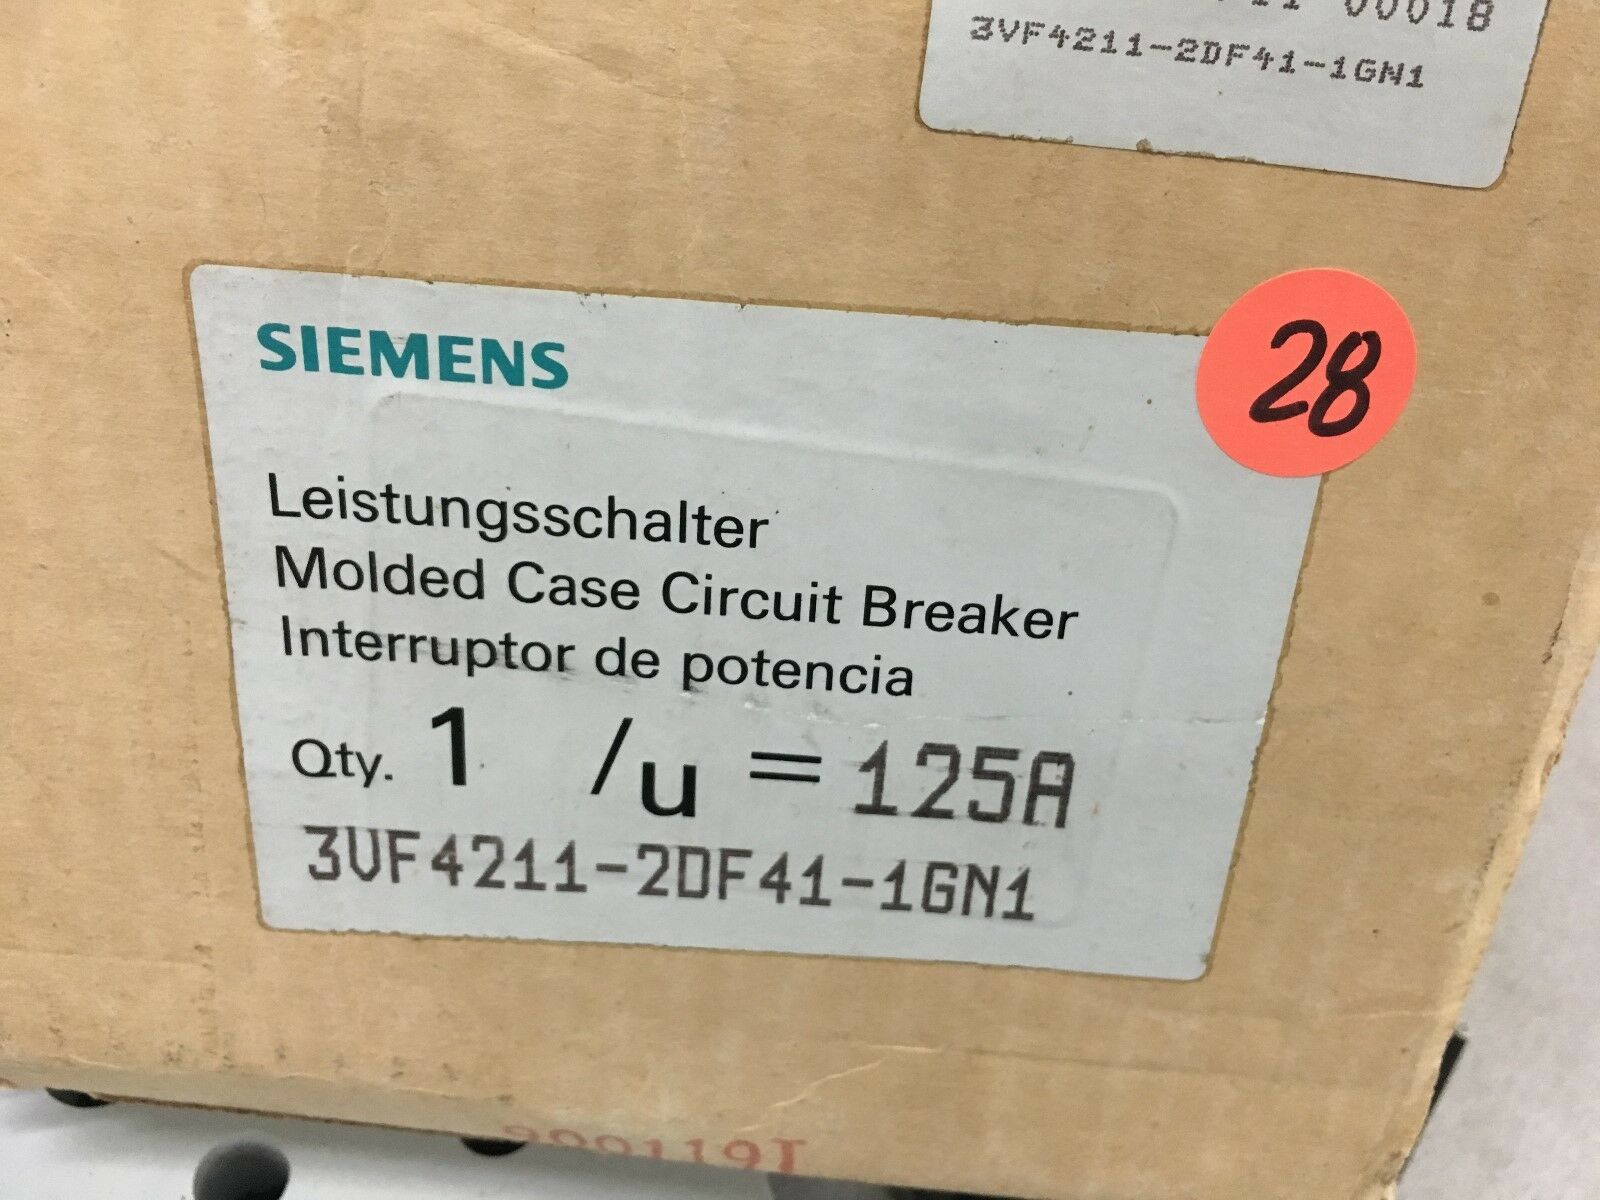 00018
3VF4211-2DF41-1GN1
SIEMENS
28
Leistungsschalter
Molded Case Circuit Breaker
Interruptor de potencia
Qty. 1 /u = 125A
3VF4211-2DF41-1GN1